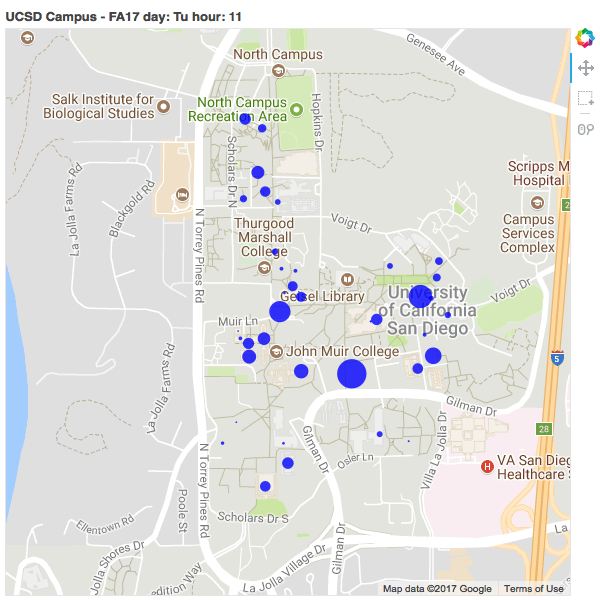 UCSD Campus - FA17 day: Tu hour: 11
Genesee Ave
North Campus
Salk Institute for
Biological Studies
North Campus
Recreation Area
Hopkins Dr
Scholars Dr N
La Jolla Farms Rd
Blackgold Rd
N Torrey Pines Rd
Scripps M
Hospital
2
Campus
Services
Complex
Voigt Dr
Thurgood
Marshall
College
Geisel Library
University
of California
San Diego
Voigt Dr
Muir Ln
John Muir College
5
La Jolla Farms Rd
Gilman Dr
28
Gilman Dr
Villa La Jolla Dr
Osler Ln
VA San Dieg
Healthcare S
H
N Torrey Pines Rd
Poole St
Ellentown Rd
Scholars Dr S
Gilman Dr
La
La Jolla Shores Dr
edition Way
La Jolla Village Dr
Map data ©2017 Google
Terms of Use